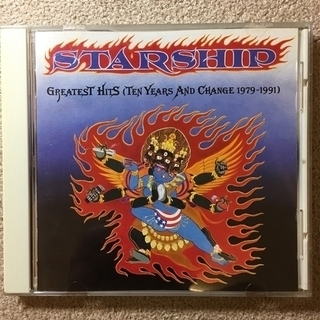 STARSHIP
GREATEST HITS (TEN YEARS AND CHANGE 1979-1991)